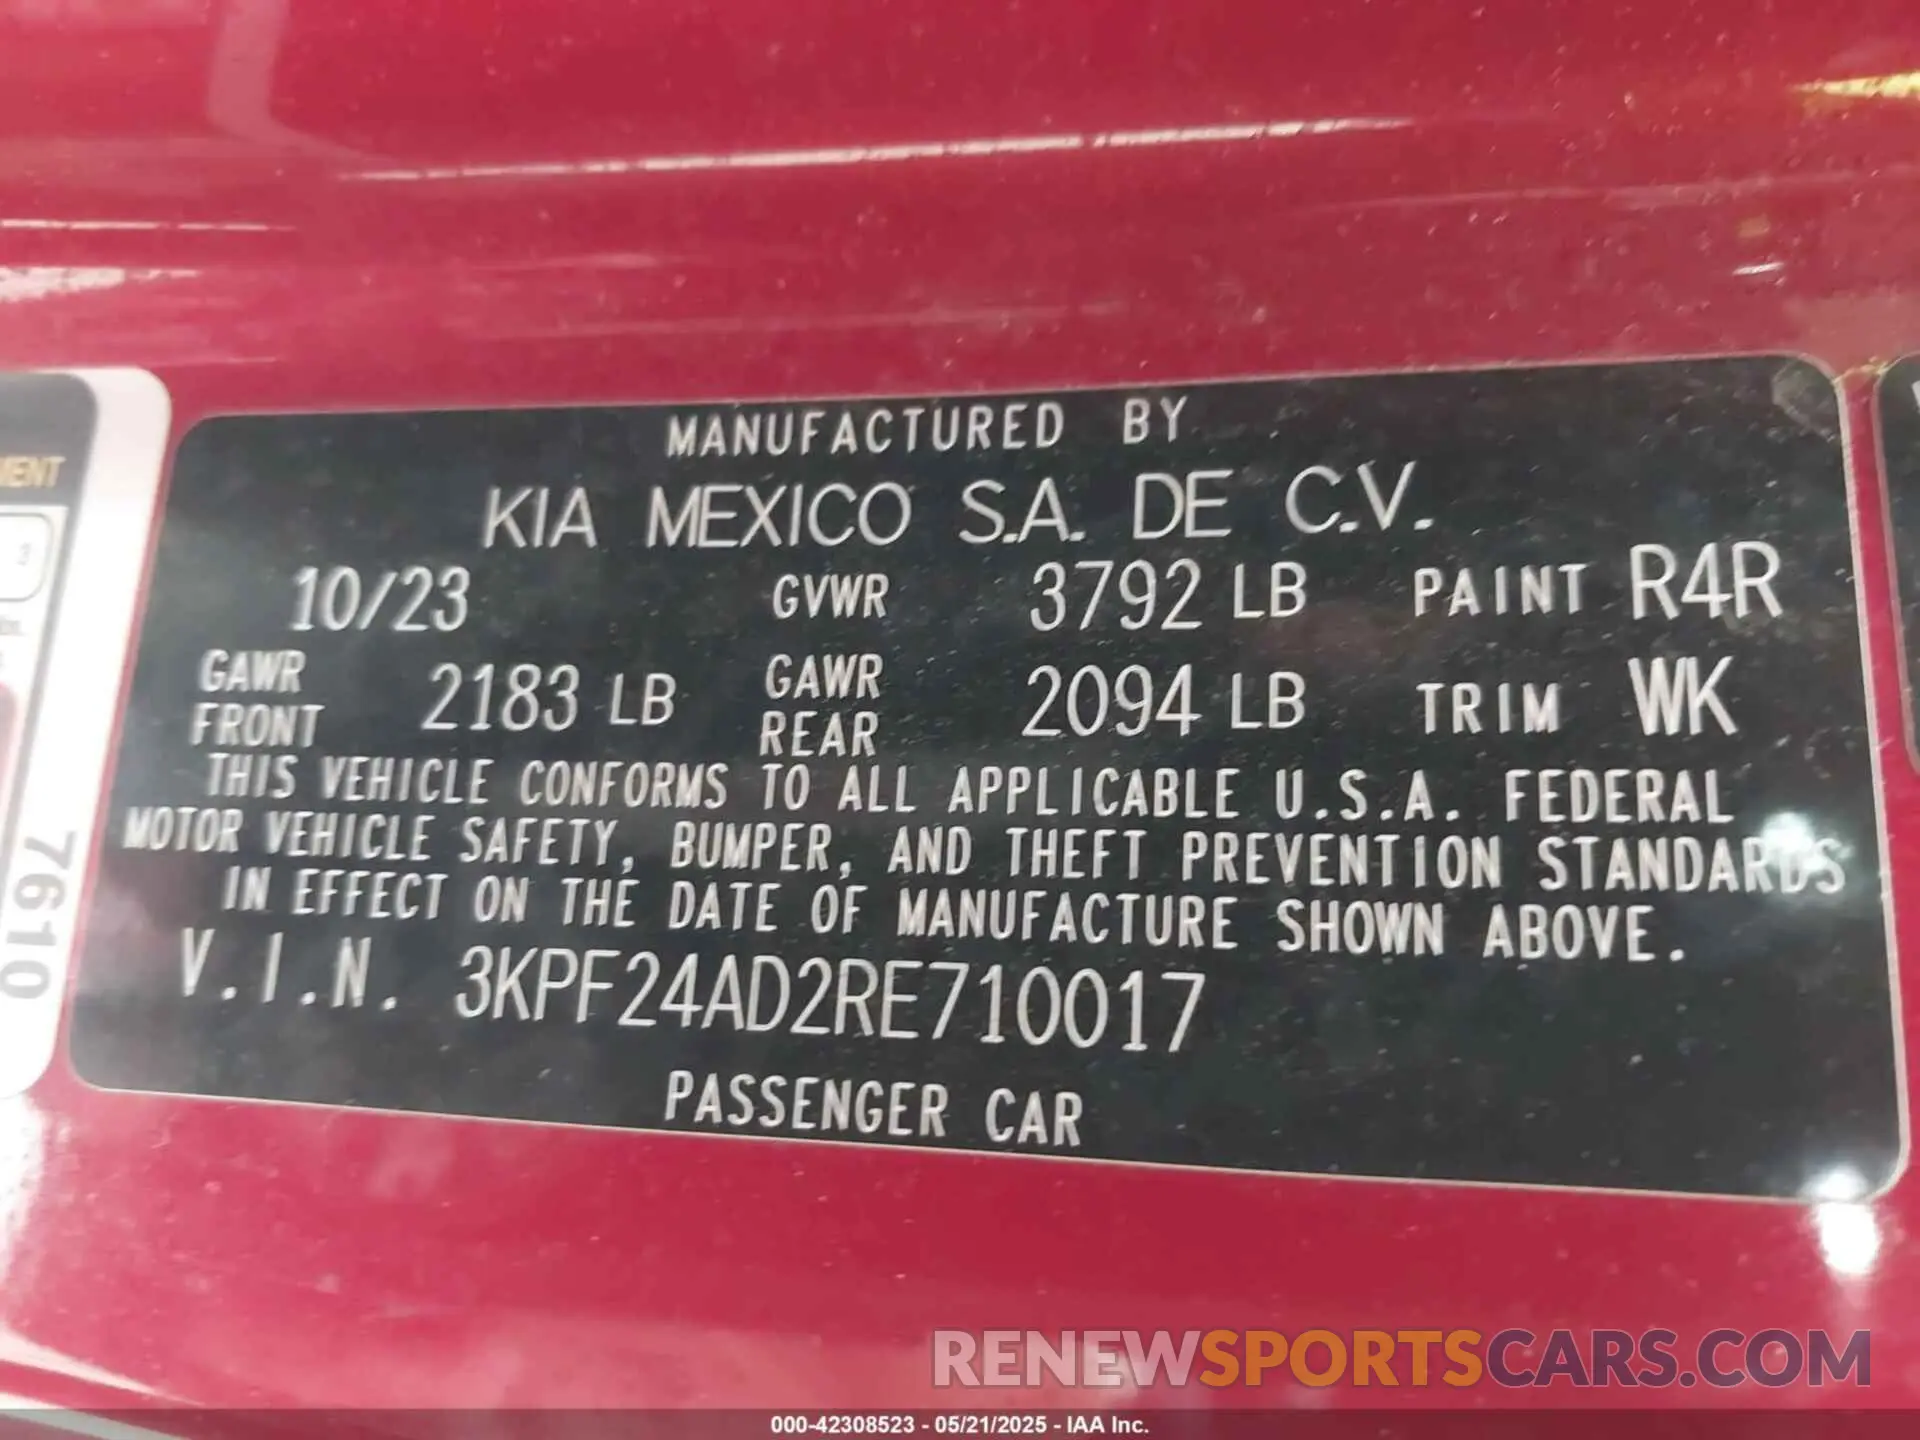 MANUFACTURED BY
KIA MEXICO S.A. DE C.V.
10/23 GVWR 3792 LB PAINT R4R
GAWR FRONT 2183 LB GAWR REAR 2094 LB TRIM WK
THIS VEHICLE CONFORMS TO ALL APPLICABLE U.S.A. FEDERAL
MOTOR VEHICLE SAFETY, BUMPER, AND THEFT PREVENTION STANDARDS
IN EFFECT ON THE DATE OF MANUFACTURE SHOWN ABOVE.
V.I.N. 3KPF24AD2RE710017
PASSENGER CAR
7610
RENEWSPORTSCARS.COM
000-42308523 - 05/21/2025 - IAA Inc.